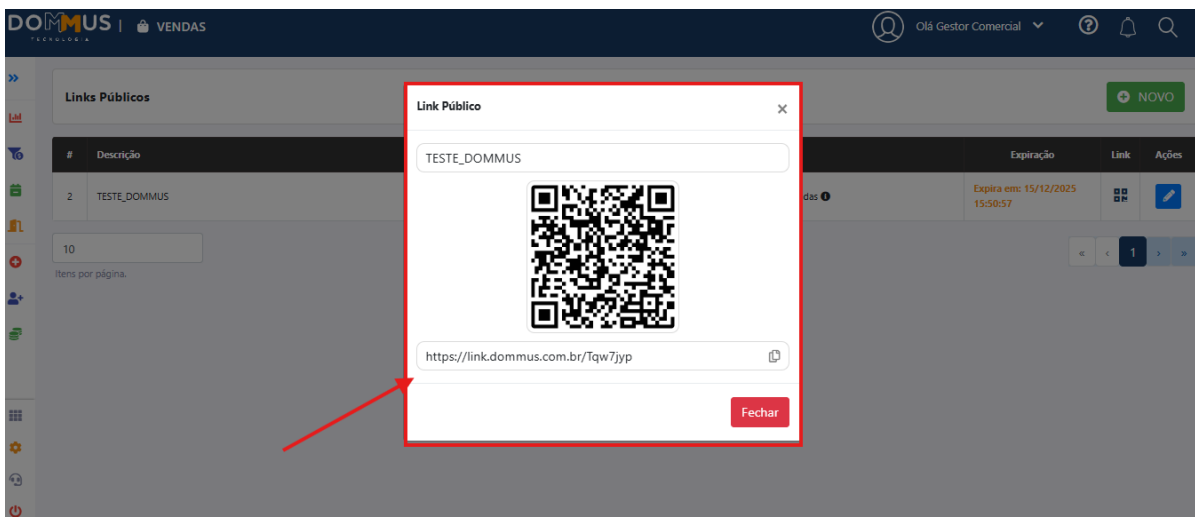 DOMMUS | VENDAS
TECNOLOGIA
Olá Gestor Comercial
Links Públicos
NOVO
# Descrição Expiração Link Ações
2 TESTE_DOMMUS das Expira em: 15/12/2025
15:50:57
10
Itens por página.
« ‹ 1 › »
Link Público ×
TESTE_DOMMUS
https://link.dommus.com.br/Tqw7jyp
Fechar